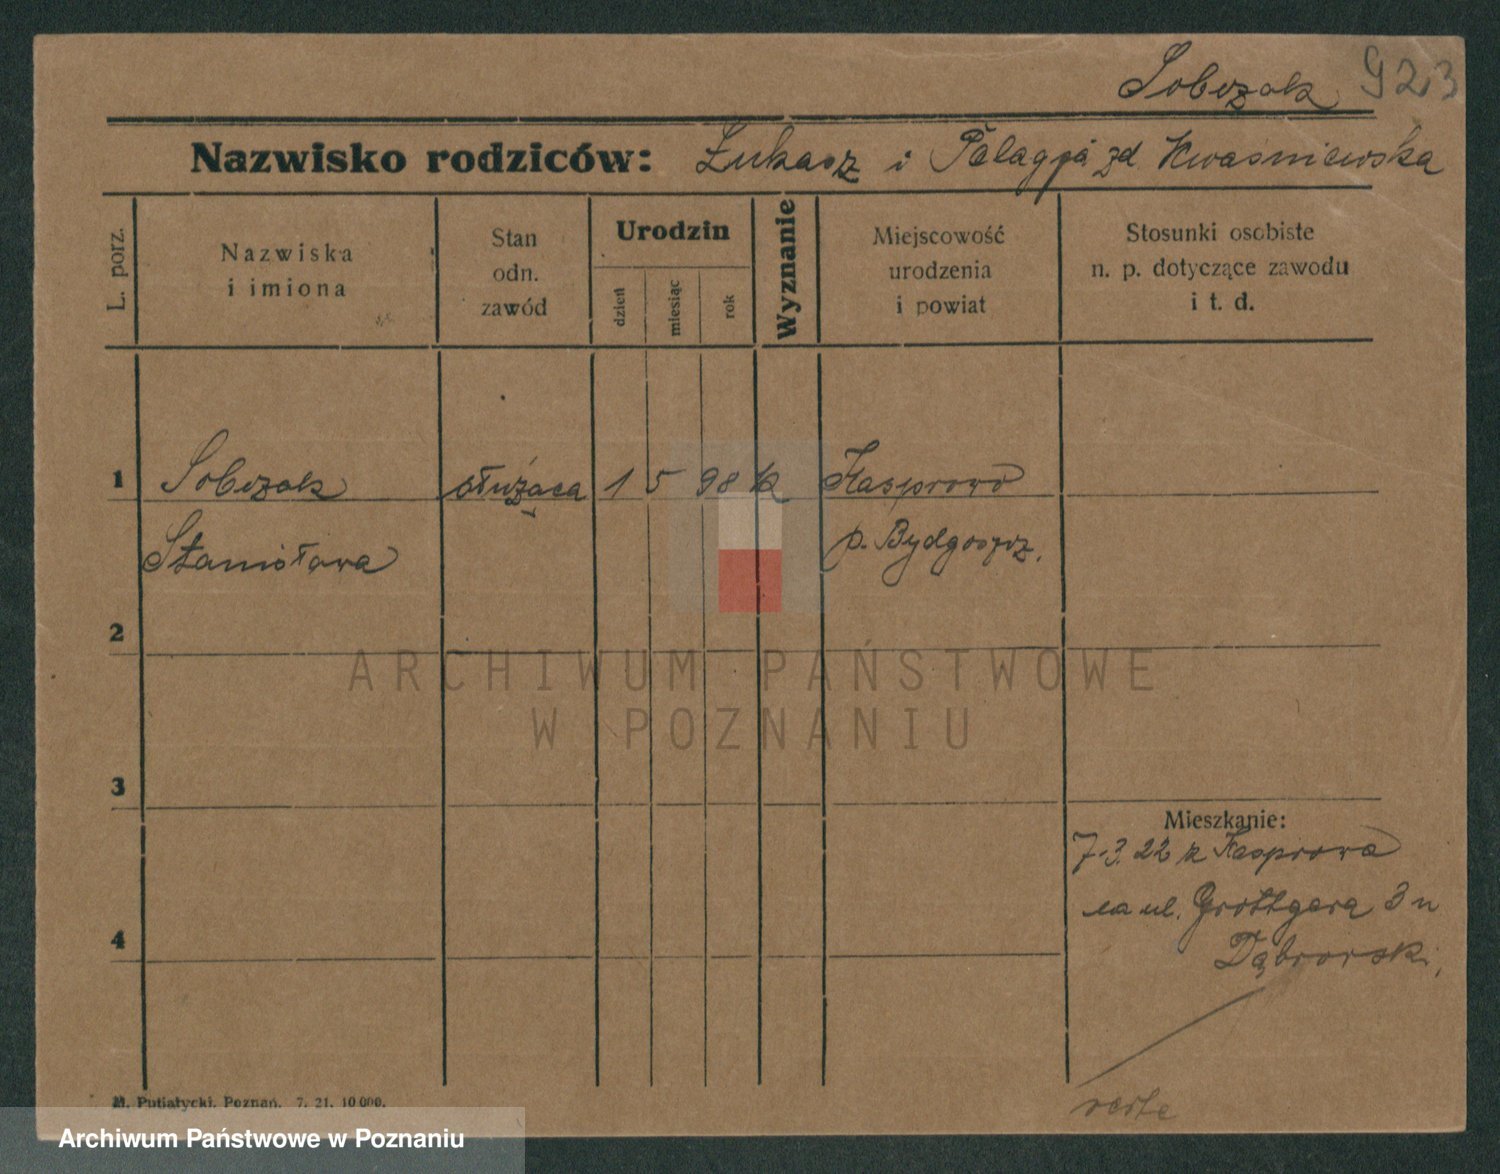 Sobczak 923
Nazwisko rodziców: Łukasz i Pelagja zd Kwaśniewska
L. porz.
Nazwiska
i imiona
Stan
odn.
zawód
Urodzin
dzień
miesiąc
rok
Wyznanie
Miejscowość
urodzenia
i powiat
Stosunki osobiste
n. p. dotyczące zawodu
i t. d.
1 Sobczak służąca 1 5 98 k Kasprowo
Stanisława p. Bydgoszcz.
2
ARCHIWUM PAŃSTWOWE
W POZNANIU
3
Mieszkanie:
7.3.22 z Kasprowa
na ul. Grottgera 3 u
4
Dąbrowski,
verte
M. Putiatycki, Poznań. 7. 21. 10 000.
Archiwum Państwowe w Poznaniu